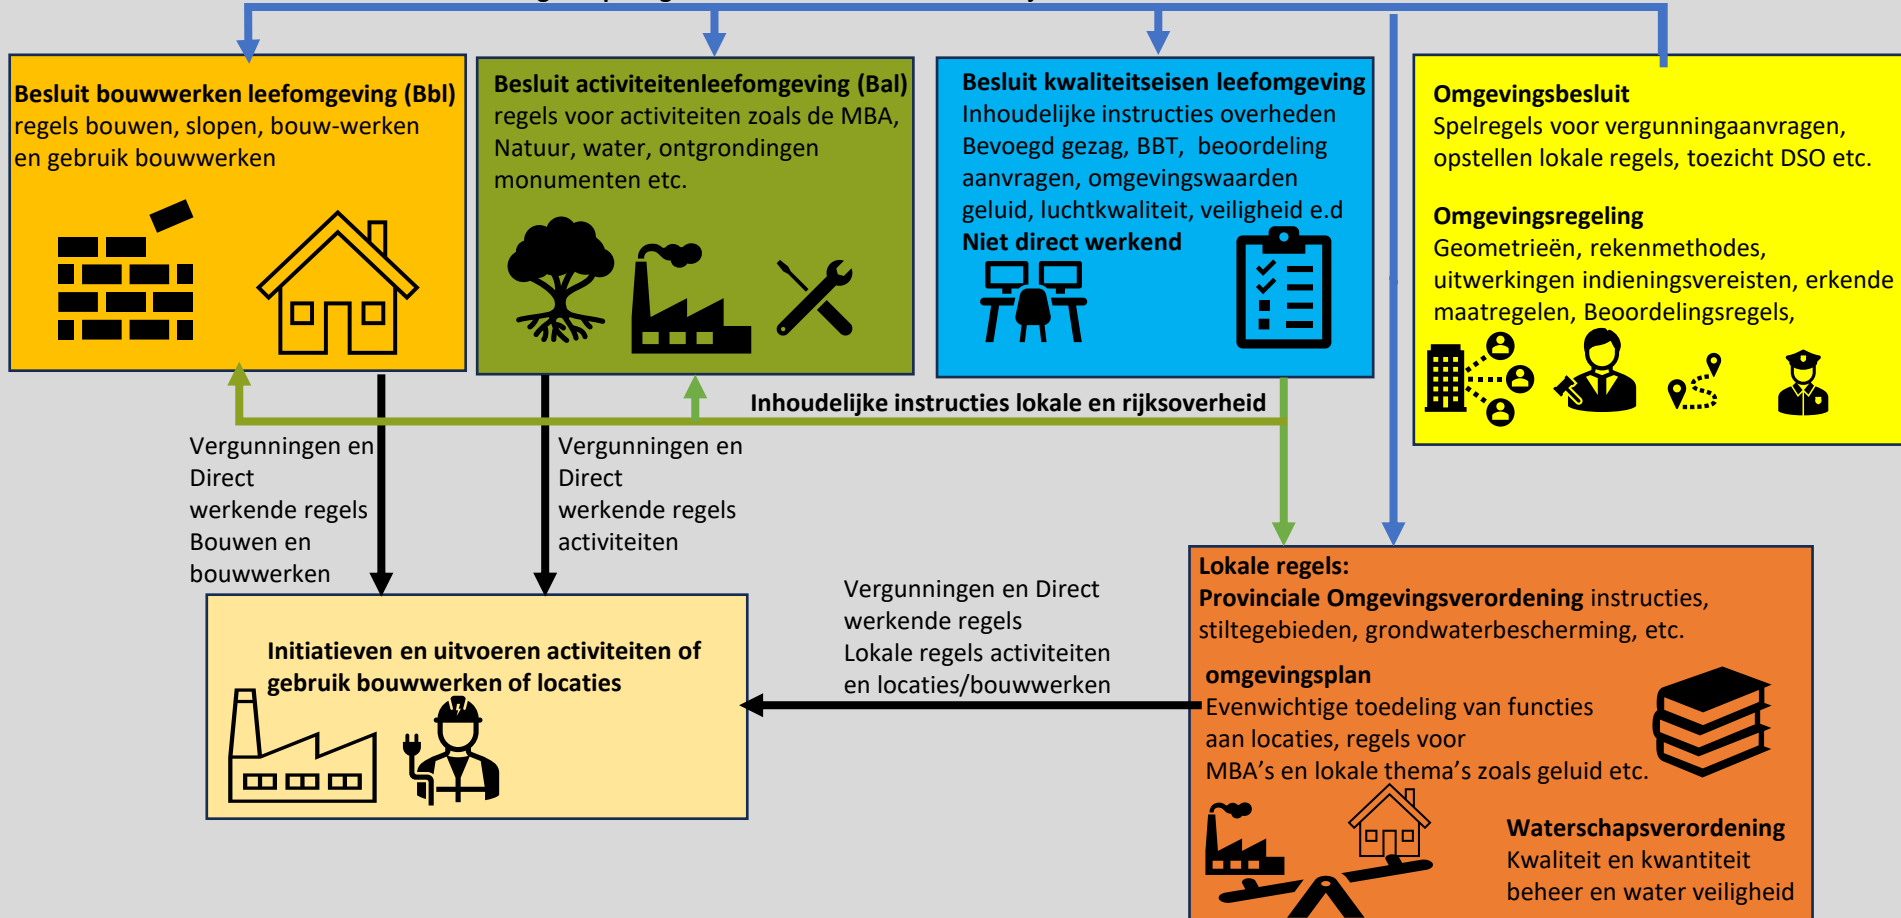 Besluit bouwwerken leefomgeving (Bbl)
regels bouwen, slopen, bouw-werken
en gebruik bouwwerken
Besluit activiteitenleefomgeving (Bal)
regels voor activiteiten zoals de MBA,
Natuur, water, ontgrondingen
monumenten etc.
Besluit kwaliteitseisen leefomgeving
Inhoudelijke instructies overheden
Bevoegd gezag, BBT, beoordeling
aanvragen, omgevingswaarden
geluid, luchtkwaliteit, veiligheid e.d
Niet direct werkend
Omgevingsbesluit
Spelregels voor vergunningaanvragen,
opstellen lokale regels, toezicht DSO etc.
Omgevingsregeling
Geometrieën, rekenmethodes,
uitwerkingen indieningsvereisten, erkende
maatregelen, Beoordelingsregels,
Inhoudelijke instructies lokale en rijksoverheid
Vergunningen en
Direct
werkende regels
Bouwen en
bouwwerken
Vergunningen en
Direct
werkende regels
activiteiten
Initiatieven en uitvoeren activiteiten of
gebruik bouwwerken of locaties
Vergunningen en Direct
werkende regels
Lokale regels activiteiten
en locaties/bouwwerken
Lokale regels:
Provinciale Omgevingsverordening instructies,
stiltegebieden, grondwaterbescherming, etc.
omgevingsplan
Evenwichtige toedeling van functies
aan locaties, regels voor
MBA's en lokale thema's zoals geluid etc.
Waterschapsverordening
Kwaliteit en kwantiteit
beheer en water veiligheid